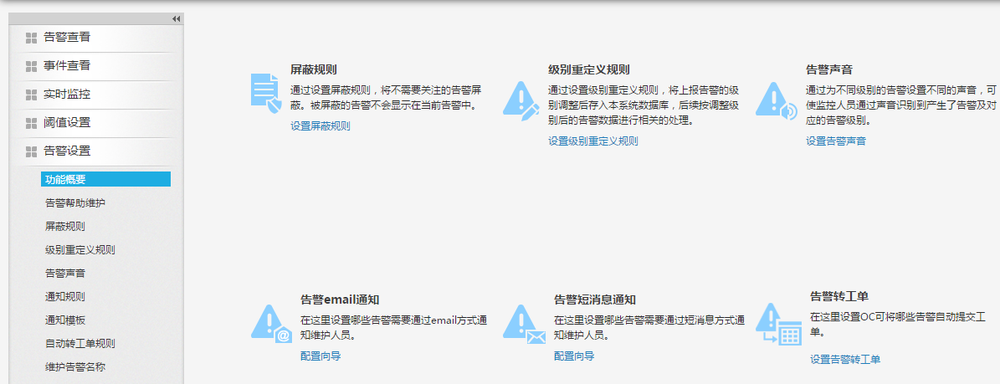 告警查看
事件查看
实时监控
阈值设置
告警设置
功能概要
告警帮助维护
屏蔽规则
级别重定义规则
告警声音
通知规则
通知模板
自动转工单规则
维护告警名称
屏蔽规则
通过设置屏蔽规则，将不需要关注的告警屏
蔽。被屏蔽的告警不会显示在当前告警中。
设置屏蔽规则
级别重定义规则
通过设置级别重定义规则，将上报告警的级
别调整后存入本系统数据库，后续按调整级
别后的告警数据进行相关的处理。
设置级别重定义规则
告警声音
通过为不同级别的告警设置不同的声音，可
使监控人员通过声音识别到产生了告警及对
应的告警级别。
设置告警声音
告警email通知
在这里设置哪些告警需要通过email方式通
知维护人员。
配置向导
告警短消息通知
在这里设置哪些告警需要通过短消息方式通
知维护人员。
配置向导
告警转工单
在这里设置OC可将哪些告警自动提交工
单。
设置告警转工单